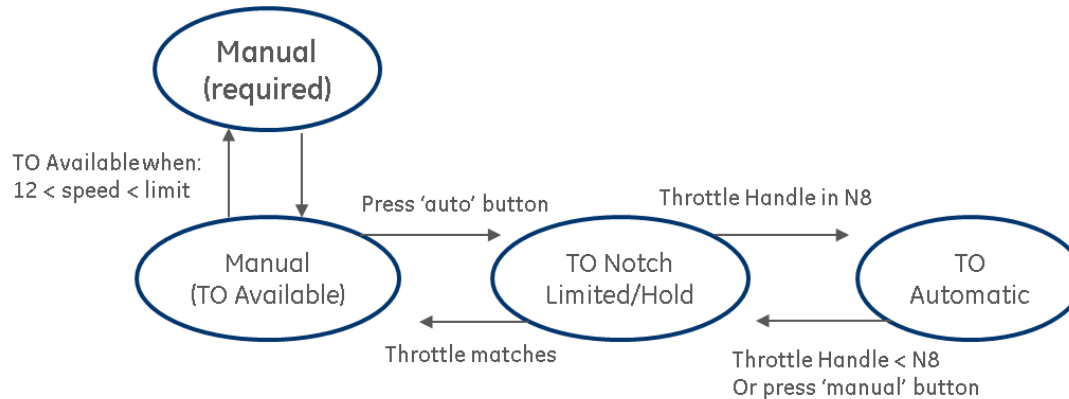 Manual
(required)
TO Available when:
12 < speed < limit
Press 'auto' button
Throttle Handle in N8
Manual
(TO Available)
TO Notch
Limited/Hold
TO
Automatic
Throttle matches
Throttle Handle < N8
Or press 'manual' button